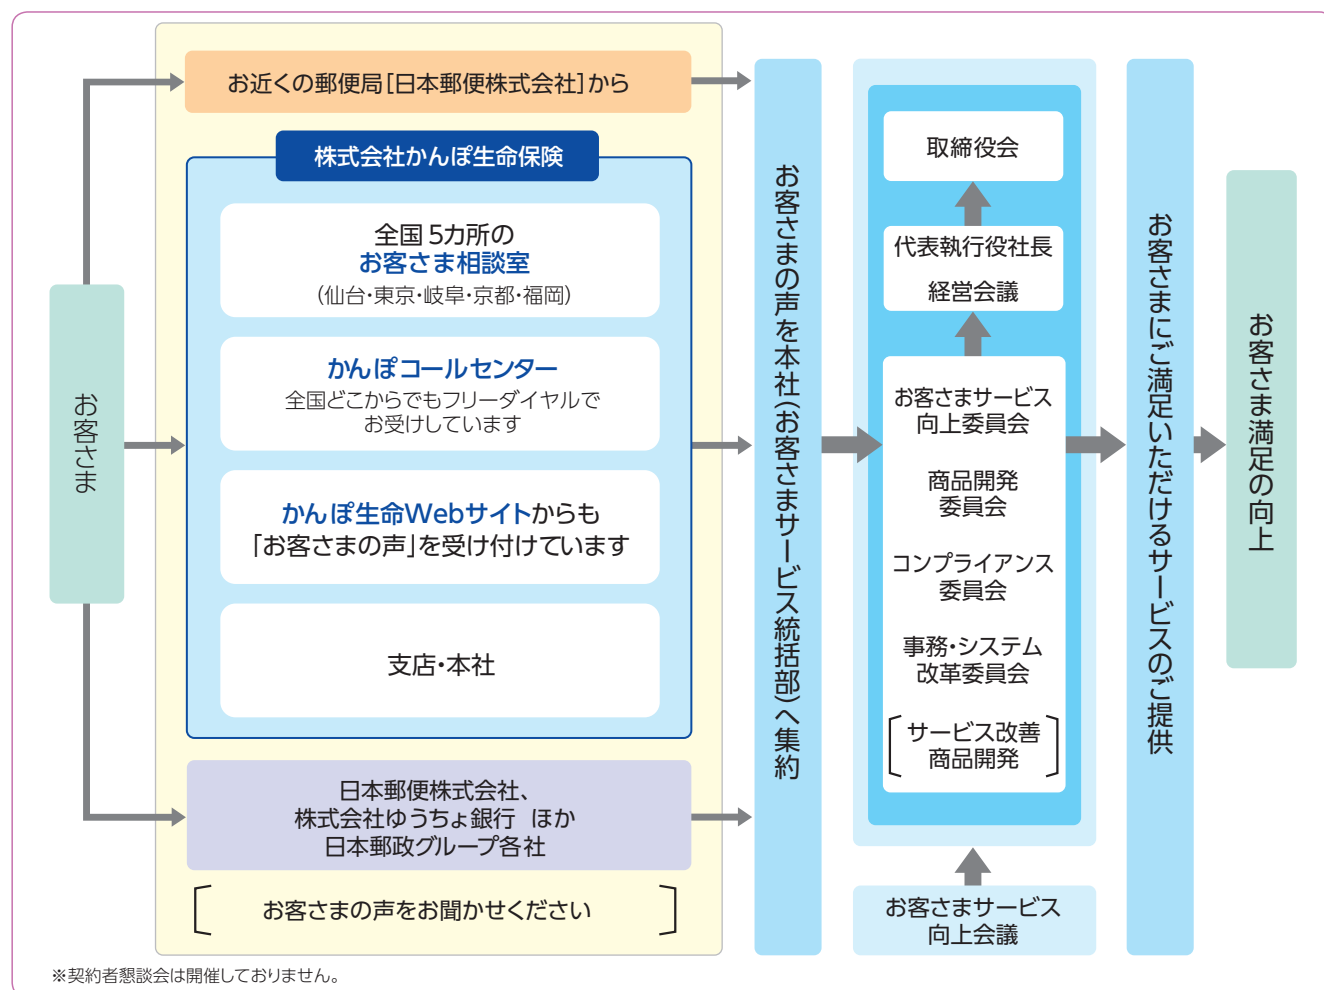 お客さま
お近くの郵便局[日本郵便株式会社]から
株式会社かんぽ生命保険
全国5カ所の
お客さま相談室
(仙台・東京・岐阜・京都・福岡)
かんぽコールセンター
全国どこからでもフリーダイヤルで
お受けしています
かんぽ生命Webサイトからも
「お客さまの声」を受け付けています
支店・本社
日本郵便株式会社、
株式会社ゆうちょ銀行 ほか
日本郵政グループ各社
[お客さまの声をお聞かせください]
お客さまの声を本社(お客さまサービス統括部)へ集約
取締役会
代表執行役社長
経営会議
お客さまサービス
向上委員会
商品開発
委員会
コンプライアンス
委員会
事務・システム
改革委員会
[サービス改善
商品開発]
お客さまサービス
向上会議
お客さまにご満足いただけるサービスのご提供
お客さま満足の向上
※契約者懇談会は開催しておりません。